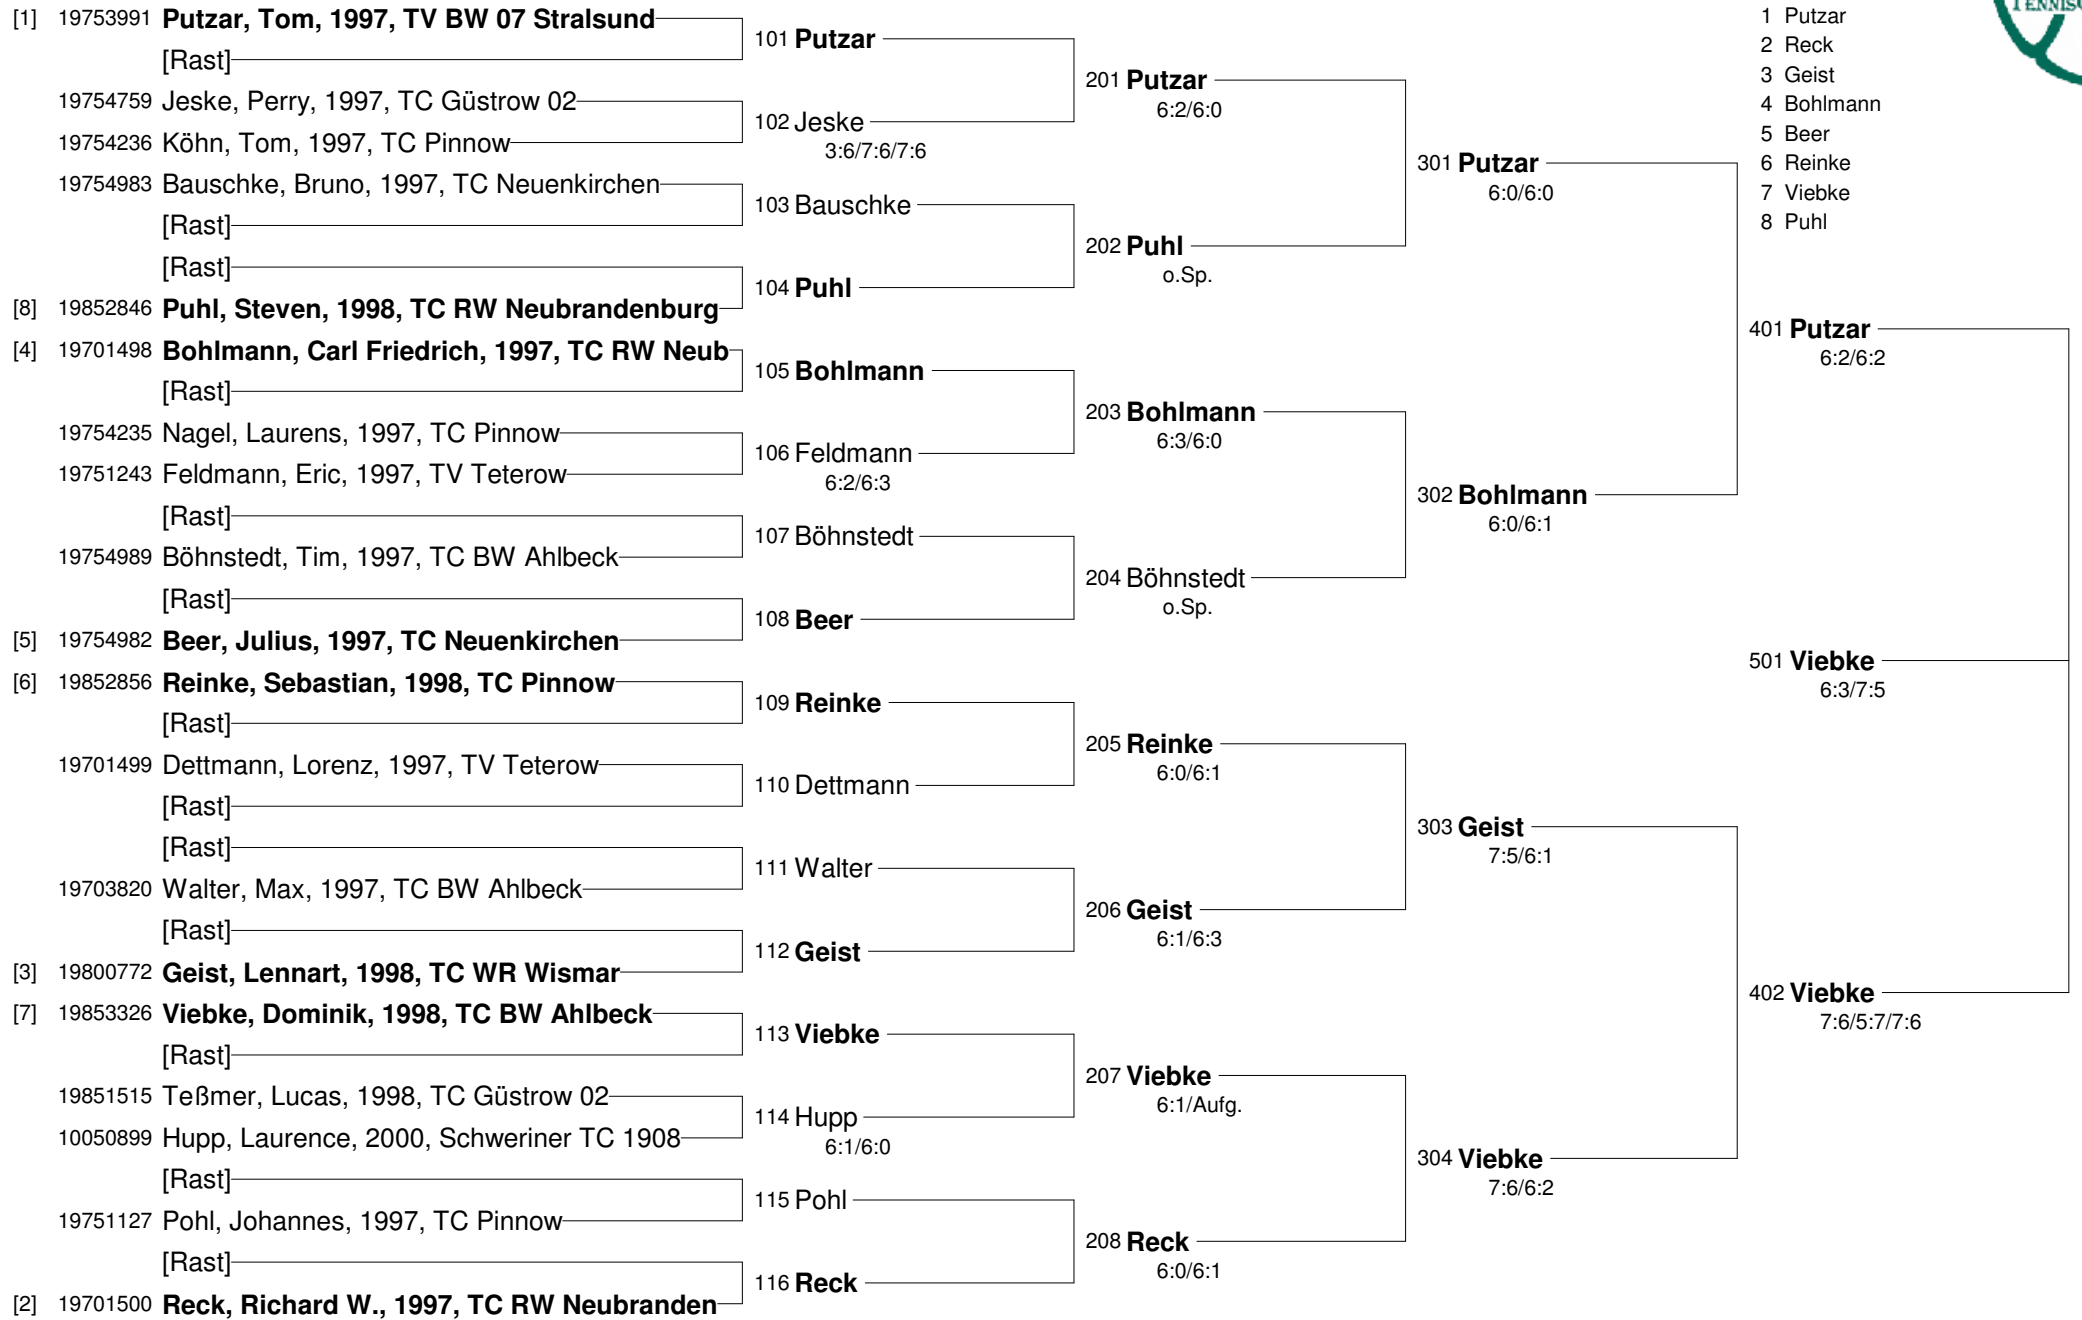 [1] 19753991 Putzar, Tom, 1997, TV BW 07 Stralsund
[Rast]
19754759 Jeske, Perry, 1997, TC Güstrow 02
19754236 Köhn, Tom, 1997, TC Pinnow
19754983 Bauschke, Bruno, 1997, TC Neuenkirchen
[Rast]
[Rast]
[8] 19852846 Puhl, Steven, 1998, TC RW Neubrandenburg
[4] 19701498 Bohlmann, Carl Friedrich, 1997, TC RW Neub
[Rast]
19754235 Nagel, Laurens, 1997, TC Pinnow
19751243 Feldmann, Eric, 1997, TV Teterow
[Rast]
19754989 Böhnstedt, Tim, 1997, TC BW Ahlbeck
[Rast]
[5] 19754982 Beer, Julius, 1997, TC Neuenkirchen
[6] 19852856 Reinke, Sebastian, 1998, TC Pinnow
[Rast]
19701499 Dettmann, Lorenz, 1997, TV Teterow
[Rast]
[Rast]
19703820 Walter, Max, 1997, TC BW Ahlbeck
[Rast]
[3] 19800772 Geist, Lennart, 1998, TC WR Wismar
[7] 19853326 Viebke, Dominik, 1998, TC BW Ahlbeck
[Rast]
19851515 Teßmer, Lucas, 1998, TC Güstrow 02
10050899 Hupp, Laurence, 2000, Schweriner TC 1908
[Rast]
19751127 Pohl, Johannes, 1997, TC Pinnow
[Rast]
[2] 19701500 Reck, Richard W., 1997, TC RW Neubranden
101 Putzar
102 Jeske
3:6/7:6/7:6
103 Bauschke
104 Puhl
105 Bohlmann
106 Feldmann
6:2/6:3
107 Böhnstedt
108 Beer
109 Reinke
110 Dettmann
111 Walter
112 Geist
113 Viebke
114 Hupp
6:1/6:0
115 Pohl
116 Reck
201 Putzar
6:2/6:0
202 Puhl
o.Sp.
203 Bohlmann
6:3/6:0
204 Böhnstedt
o.Sp.
205 Reinke
6:0/6:1
206 Geist
6:1/6:3
207 Viebke
6:1/Aufg.
208 Reck
6:0/6:1
301 Putzar
6:0/6:0
302 Bohlmann
6:0/6:1
303 Geist
7:5/6:1
304 Viebke
7:6/6:2
1 Putzar
2 Reck
3 Geist
4 Bohlmann
5 Beer
6 Reinke
7 Viebke
8 Puhl
401 Putzar
6:2/6:2
501 Viebke
6:3/7:5
402 Viebke
7:6/5:7/7:6